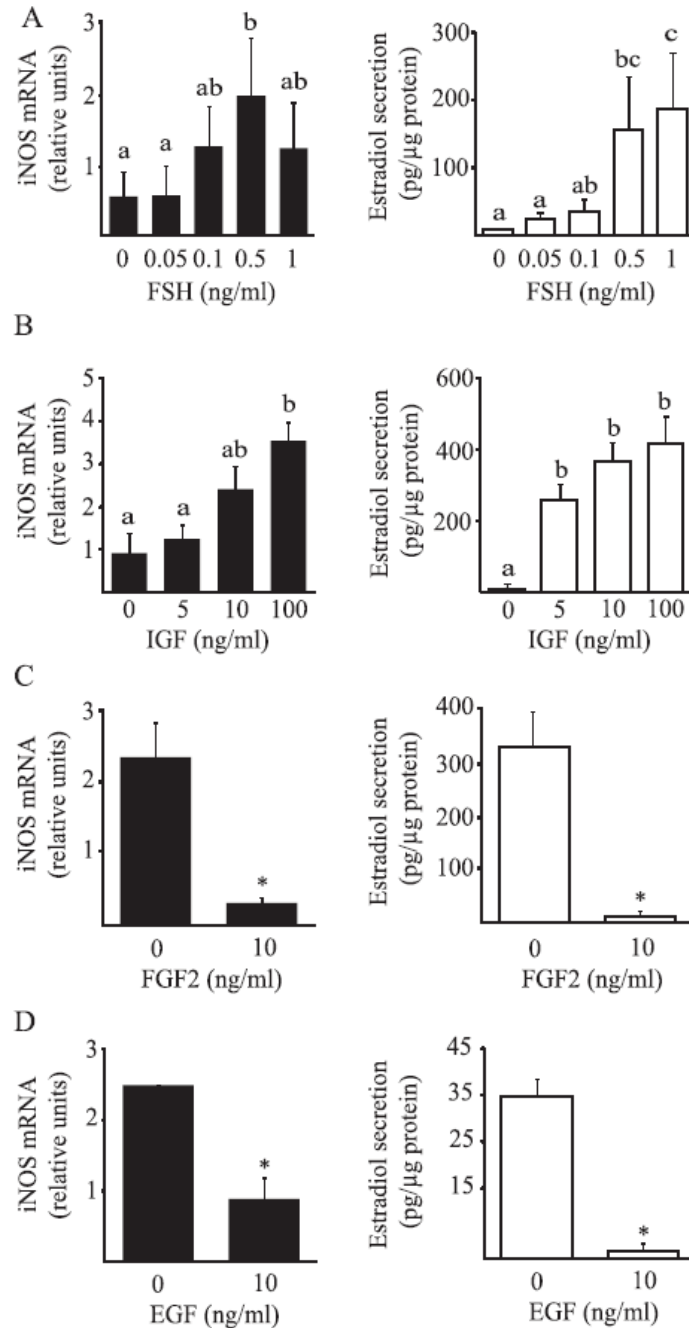 A
iNOS mRNA
(relative units)
3
2
1
a
a
ab
b
ab
0 0.05 0.1 0.5 1
FSH (ng/ml)
Estradiol secretion
(pg/μg protein)
300
200
100
a
a
ab
bc
c
0 0.05 0.1 0.5 1
FSH (ng/ml)
B
iNOS mRNA
(relative units)
5
4
3
2
1
a
a
ab
b
0 5 10 100
IGF (ng/ml)
Estradiol secretion
(pg/μg protein)
600
400
200
a
b
b
b
0 5 10 100
IGF (ng/ml)
C
iNOS mRNA
(relative units)
3
2
1
*
0 10
FGF2 (ng/ml)
Estradiol secretion
(pg/μg protein)
400
300
200
100
*
0 10
FGF2 (ng/ml)
D
iNOS mRNA
(relative units)
3
2
1
*
0 10
EGF (ng/ml)
Estradiol secretion
(pg/μg protein)
45
35
25
15
*
0 10
EGF (ng/ml)